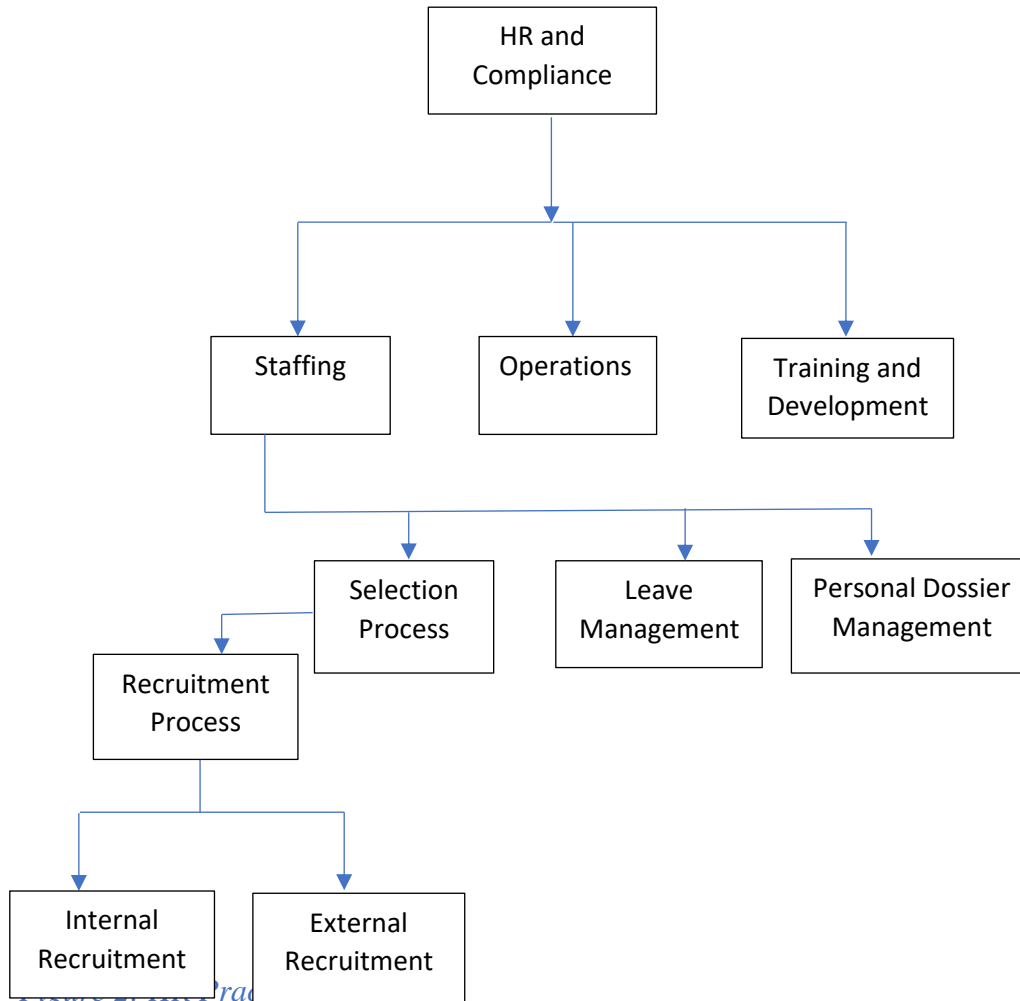 HR and
Compliance
Staffing
Operations
Training and
Development
Selection
Process
Leave
Management
Personal Dossier
Management
Recruitment
Process
Internal
Recruitment
External
Recruitment